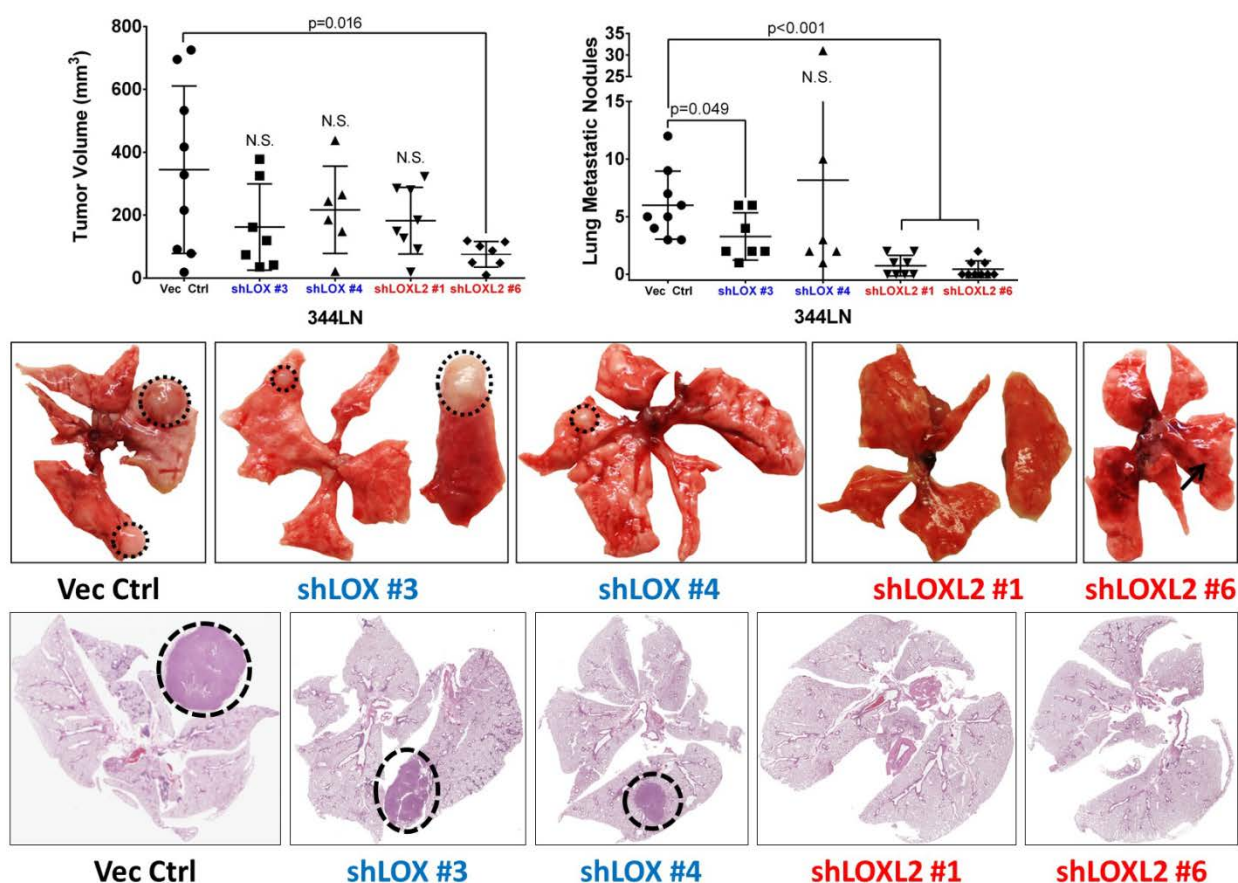 p=0.016
800
600
400
200
0
Tumor Volume (mm³)
N.S.
N.S.
N.S.
Vec Ctrl
shLOX #3
shLOX #4
shLOXL2 #1
shLOXL2 #6
344LN
p<0.001
35
30
25
15
10
5
0
Lung Metastatic Nodules
p=0.049
N.S.
Vec Ctrl
shLOX #3
shLOX #4
shLOXL2 #1
shLOXL2 #6
344LN
Vec Ctrl
shLOX #3
shLOX #4
shLOXL2 #1
shLOXL2 #6
Vec Ctrl
shLOX #3
shLOX #4
shLOXL2 #1
shLOXL2 #6